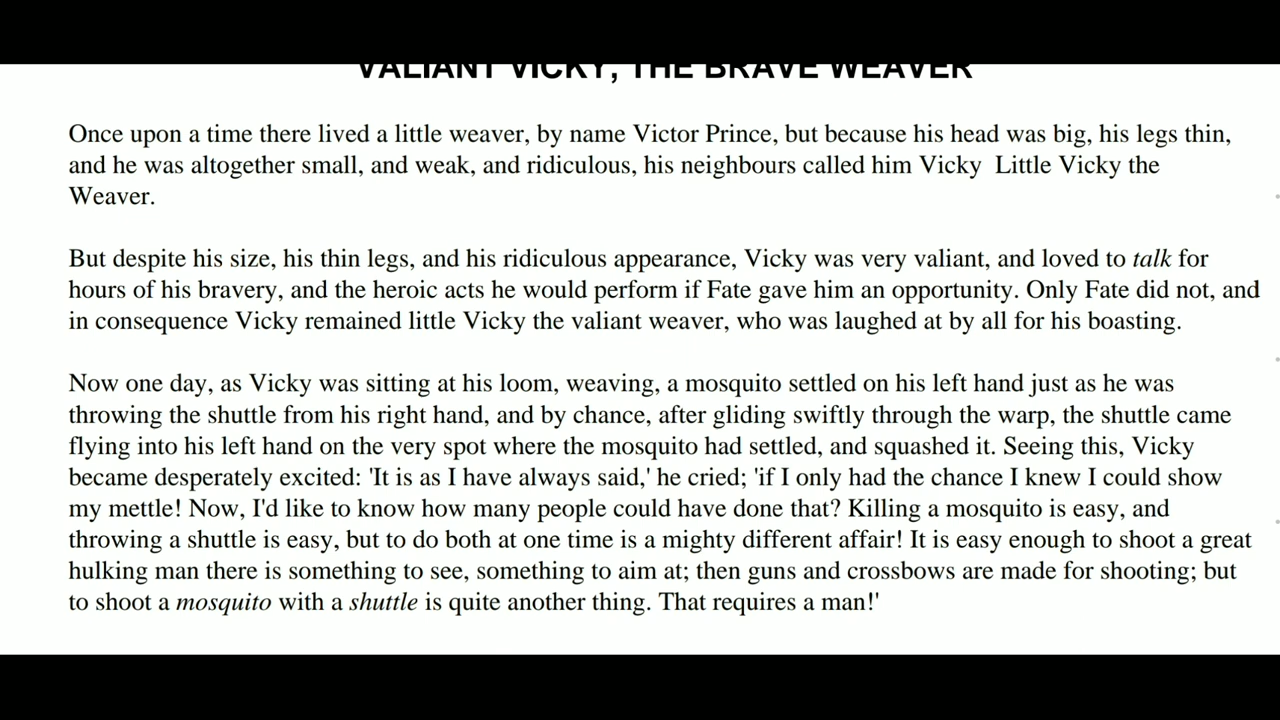 VALIANT VICKY, THE BRAVE WEAVER
Once upon a time there lived a little weaver, by name Victor Prince, but because his head was big, his legs thin,
and he was altogether small, and weak, and ridiculous, his neighbours called him Vicky  Little Vicky the
Weaver.
But despite his size, his thin legs, and his ridiculous appearance, Vicky was very valiant, and loved to talk for
hours of his bravery, and the heroic acts he would perform if Fate gave him an opportunity. Only Fate did not, and
in consequence Vicky remained little Vicky the valiant weaver, who was laughed at by all for his boasting.
Now one day, as Vicky was sitting at his loom, weaving, a mosquito settled on his left hand just as he was
throwing the shuttle from his right hand, and by chance, after gliding swiftly through the warp, the shuttle came
flying into his left hand on the very spot where the mosquito had settled, and squashed it. Seeing this, Vicky
became desperately excited: 'It is as I have always said,' he cried; 'if I only had the chance I knew I could show
my mettle! Now, I'd like to know how many people could have done that? Killing a mosquito is easy, and
throwing a shuttle is easy, but to do both at one time is a mighty different affair! It is easy enough to shoot a great
hulking man there is something to see, something to aim at; then guns and crossbows are made for shooting; but
to shoot a mosquito with a shuttle is quite another thing. That requires a man!'